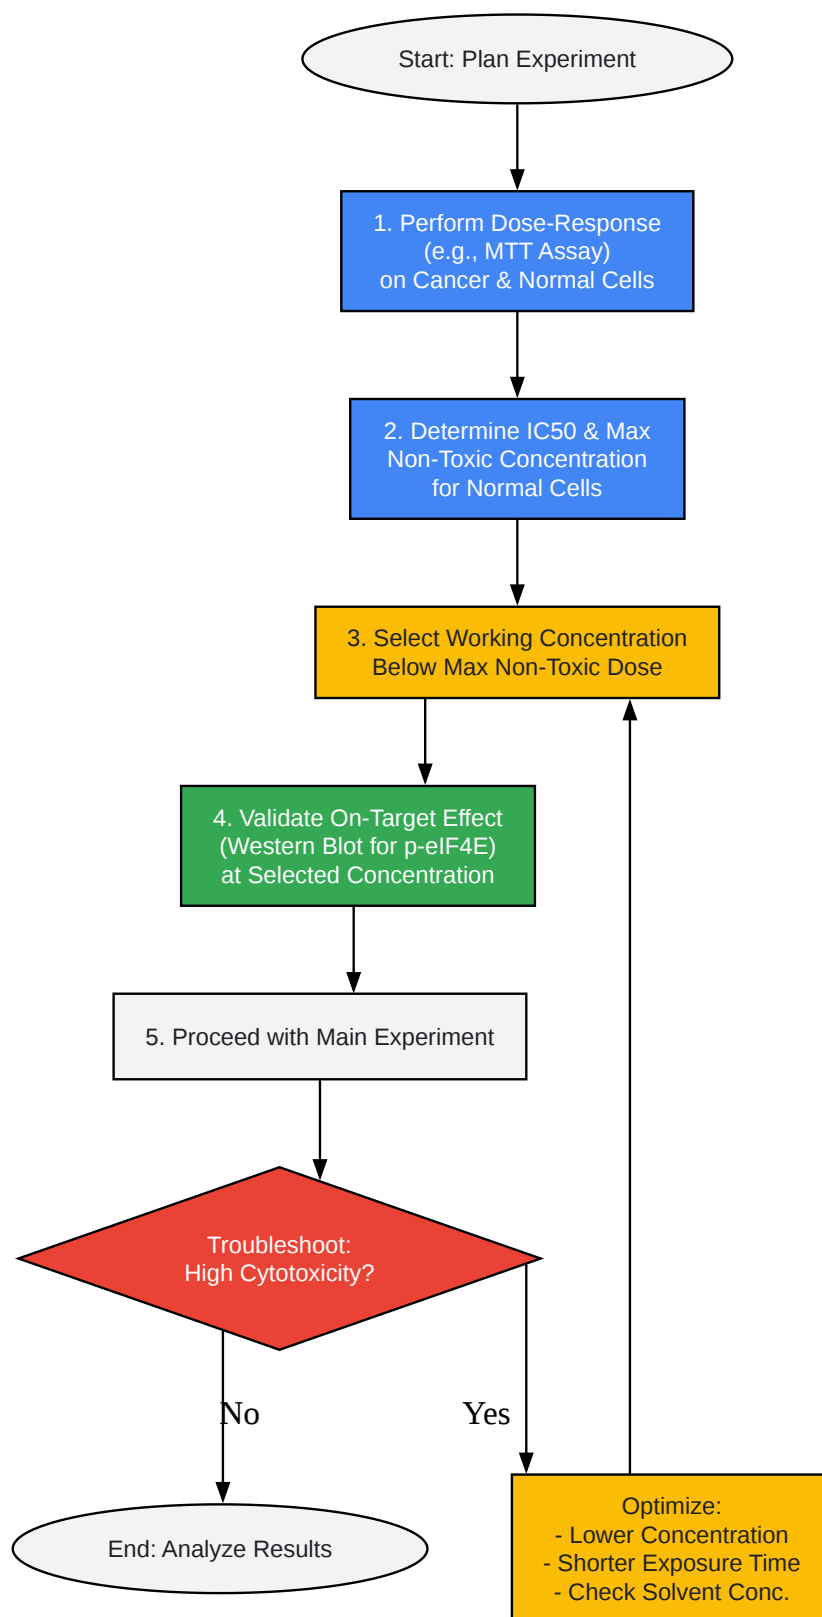 Start: Plan Experiment
1. Perform Dose-Response
(e.g., MTT Assay)
on Cancer & Normal Cells
2. Determine IC50 & Max
Non-Toxic Concentration
for Normal Cells
3. Select Working Concentration
Below Max Non-Toxic Dose
4. Validate On-Target Effect
(Western Blot for p-eIF4E)
at Selected Concentration
5. Proceed with Main Experiment
Troubleshoot:
High Cytotoxicity?
No
Yes
Optimize:
- Lower Concentration
- Shorter Exposure Time
- Check Solvent Conc.
End: Analyze Results